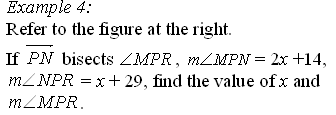 Example 4:
Refer to the figure at the right.
If PN bisects ∠MPR, m∠MPN = 2x +14,
m∠NPR = x + 29, find the value of x and
m∠MPR.